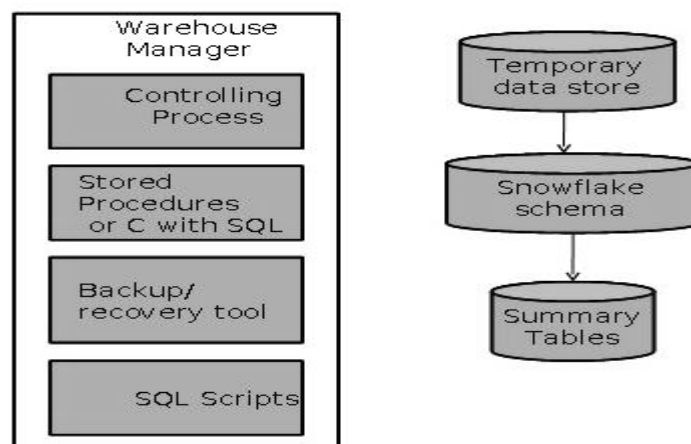 Warehouse
Manager
Controlling
Process
Stored
Procedures
or C with SQL
Backup/
recovery tool
SQL Scripts
Temporary
data store
Snowflake
schema
Summary
Tables